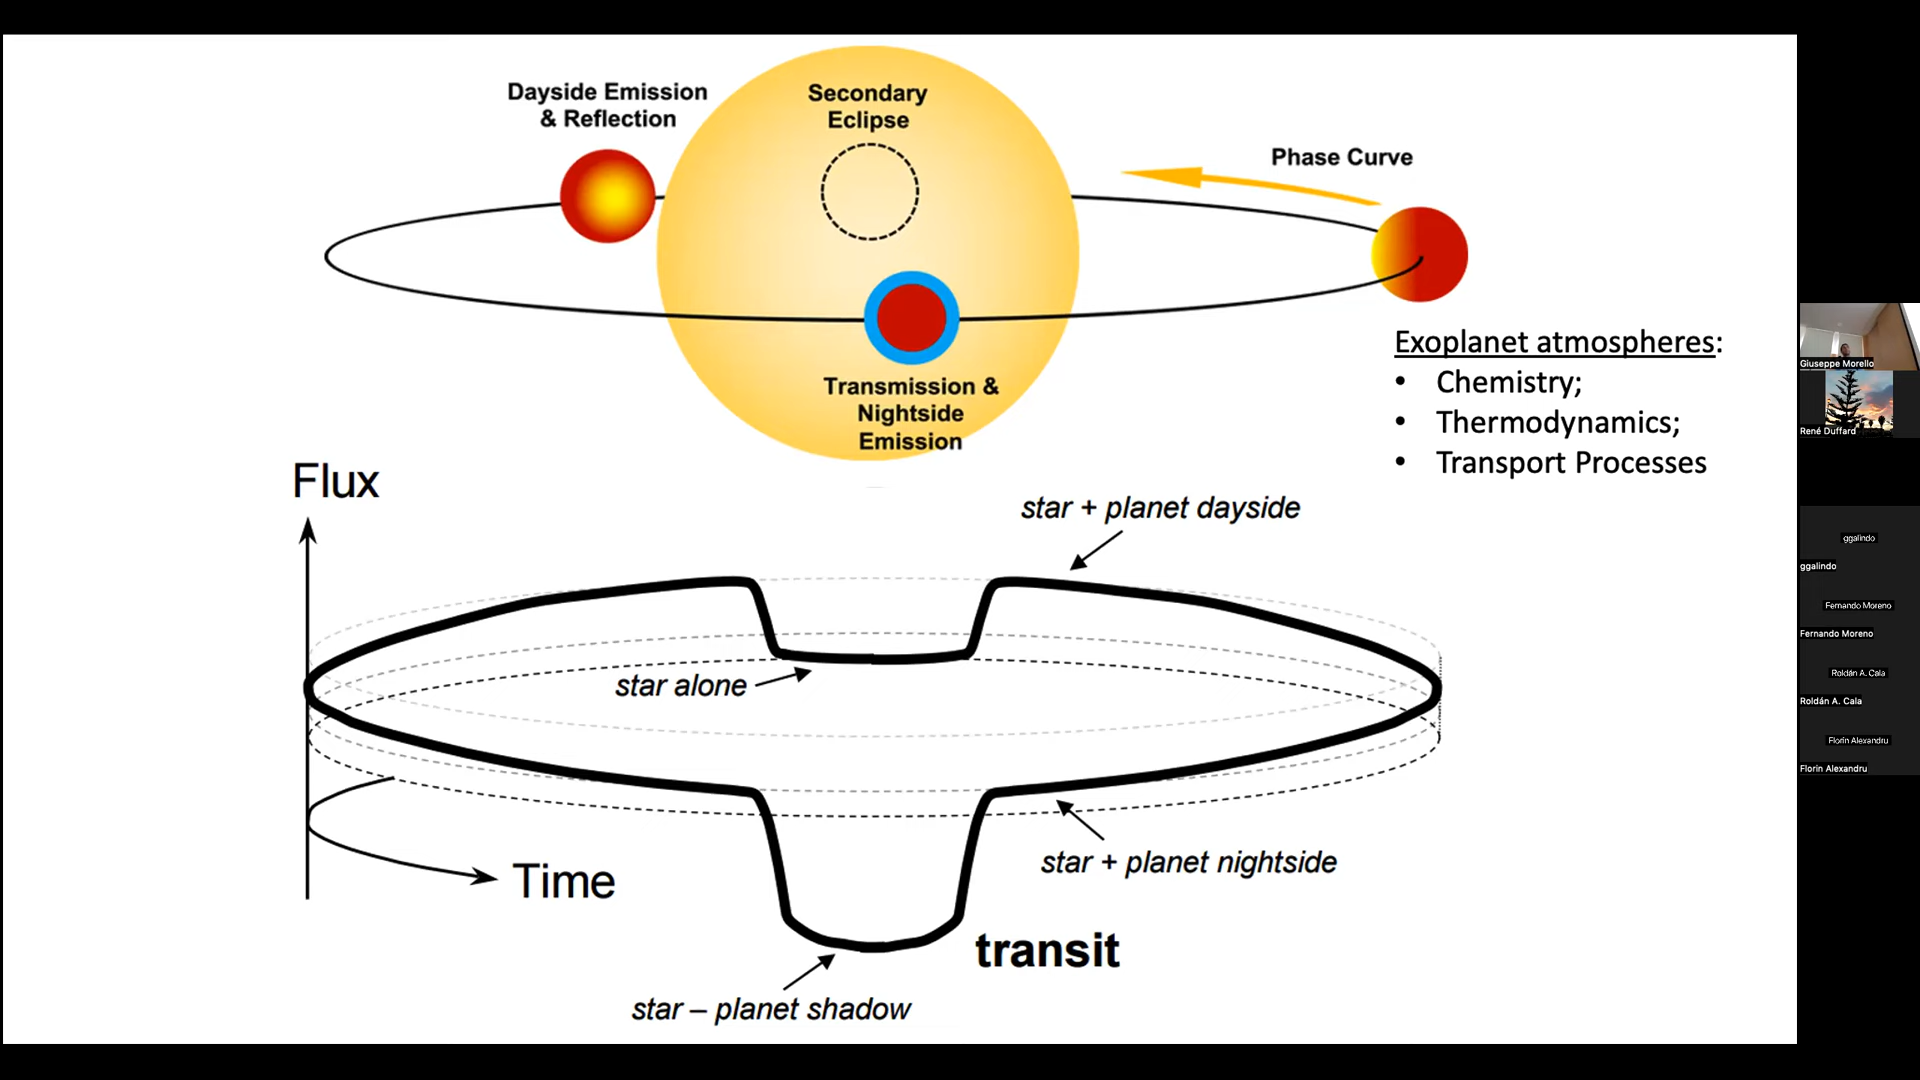 Dayside Emission
& Reflection
Secondary
Eclipse
Phase Curve
Transmission &
Nightside
Emission
Exoplanet atmospheres:
• Chemistry;
• Thermodynamics;
• Transport Processes
Flux
star + planet dayside
star alone
star + planet nightside
Time
transit
star – planet shadow
Giuseppe Morello
René Duffard
ggalindo
ggalindo
Fernando Moreno
Fernando Moreno
Roldán A. Cala
Roldán A. Cala
Florin Alexandru
Florin Alexandru